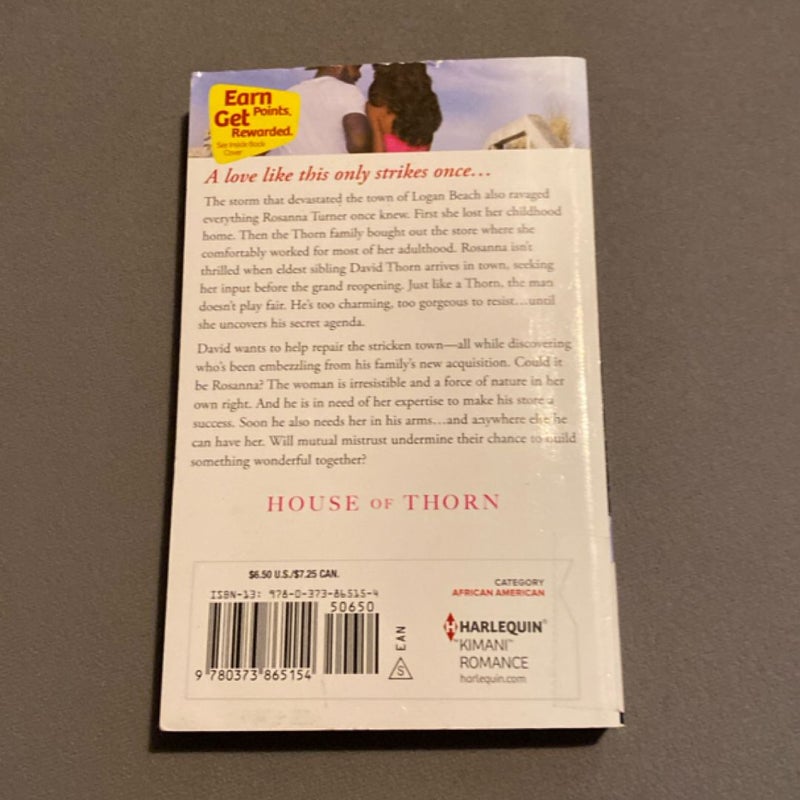 Earn
Points,
Get
Rewarded.
See Inside Back
Cover
A love like this only strikes once...
The storm that devastated the town of Logan Beach also ravaged
everything Rosanna Turner once knew. First she lost her childhood
home. Then the Thorn family bought out the store where she
comfortably worked for most of her adulthood. Rosanna isn't
thrilled when eldest sibling David Thorn arrives in town, seeking
her input before the grand reopening. Just like a Thorn, the man
doesn't play fair. He's too charming, too gorgeous to resist...until
she uncovers his secret agenda.
David wants to help repair the stricken town—all while discovering
who's been embezzling from his family's new acquisition. Could it
be Rosanna? The woman is irresistible and a force of nature in her
own right. And he is in need of her expertise to make his store a
success. Soon he also needs her in his arms...and anywhere else he
can have her. Will mutual mistrust undermine their chance to build
something wonderful together?
HOUSE OF THORN
$6.50 U.S./$7.25 CAN.
ISBN-13: 978-0-373-86515-4
50650
9 780373 865154
EAN
S
CATEGORY
AFRICAN AMERICAN
H HARLEQUIN®
KIMANI™
ROMANCE
harlequin.com